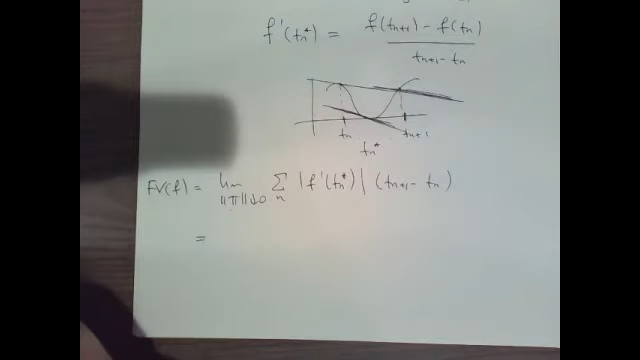 f'(tₙ*) = f(tₙ₊₁) - f(tₙ) / tₙ₊₁ - tₙ
tₙ tₙ₊₁
tₙ*
FV(f) = lim ||π||↓0 Σₙ |f'(tₙ*)| (tₙ₊₁ - tₙ)
=